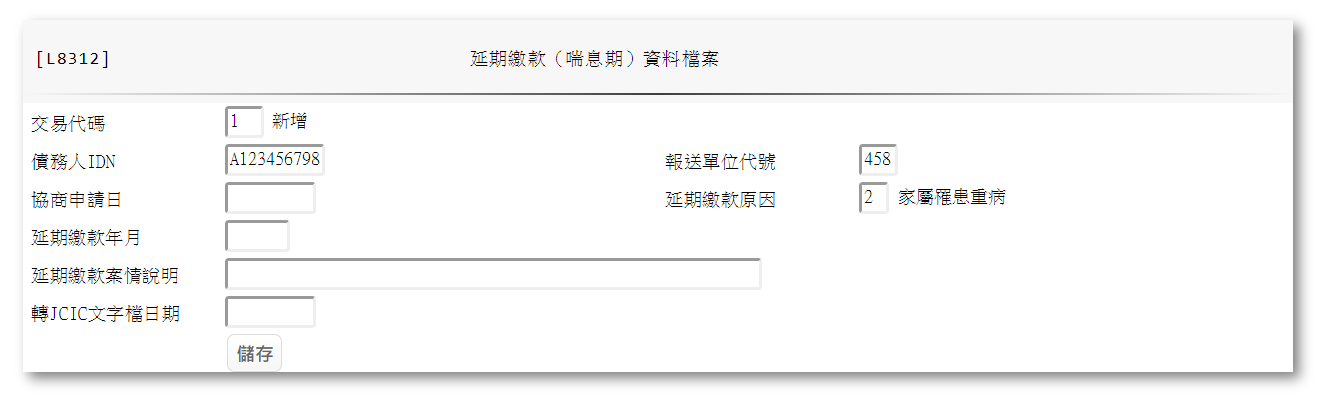 [L8312] 延期繳款（喘息期）資料檔案
交易代碼 1 新增
債務人IDN A123456798 報送單位代號 458
協商申請日 延期繳款原因 2 家屬罹患重病
延期繳款年月
延期繳款案情說明
轉JCIC文字檔日期
儲存